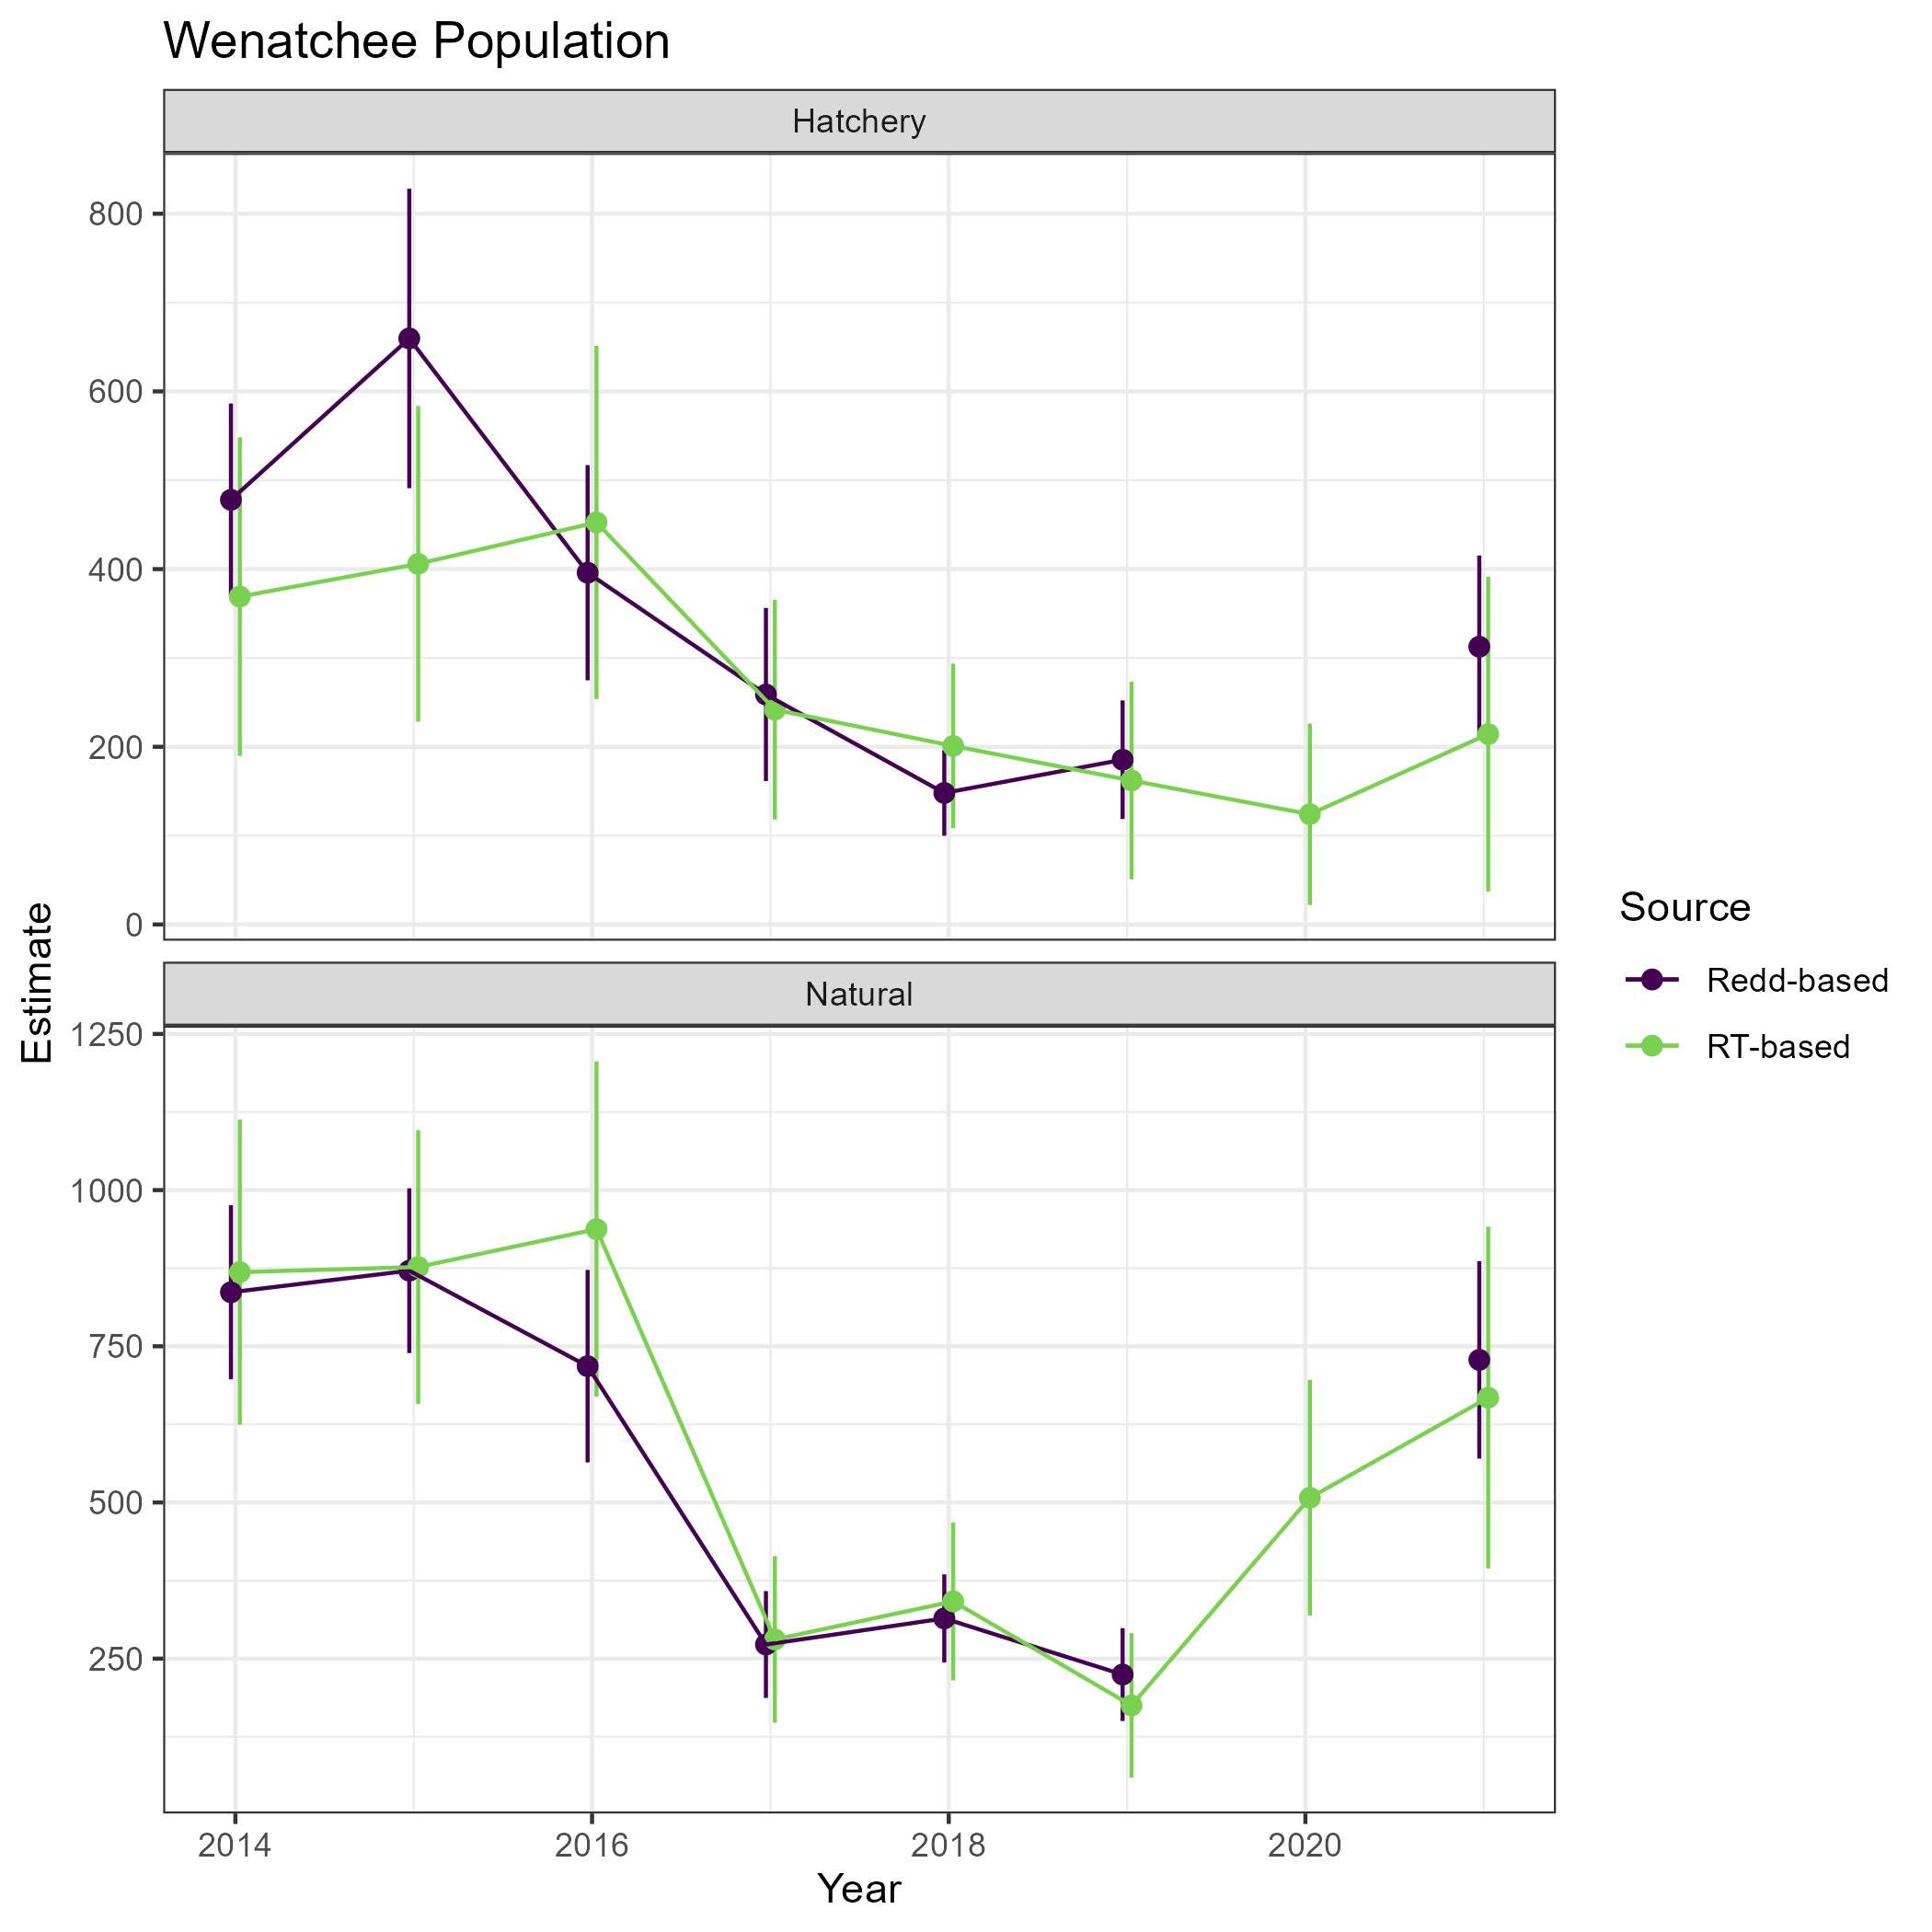 Wenatchee Population
Hatchery
800
600
400
200
0
Natural
1250
1000
750
500
250
2014 2016 2018 2020
Year
Estimate
Source
Redd-based
RT-based